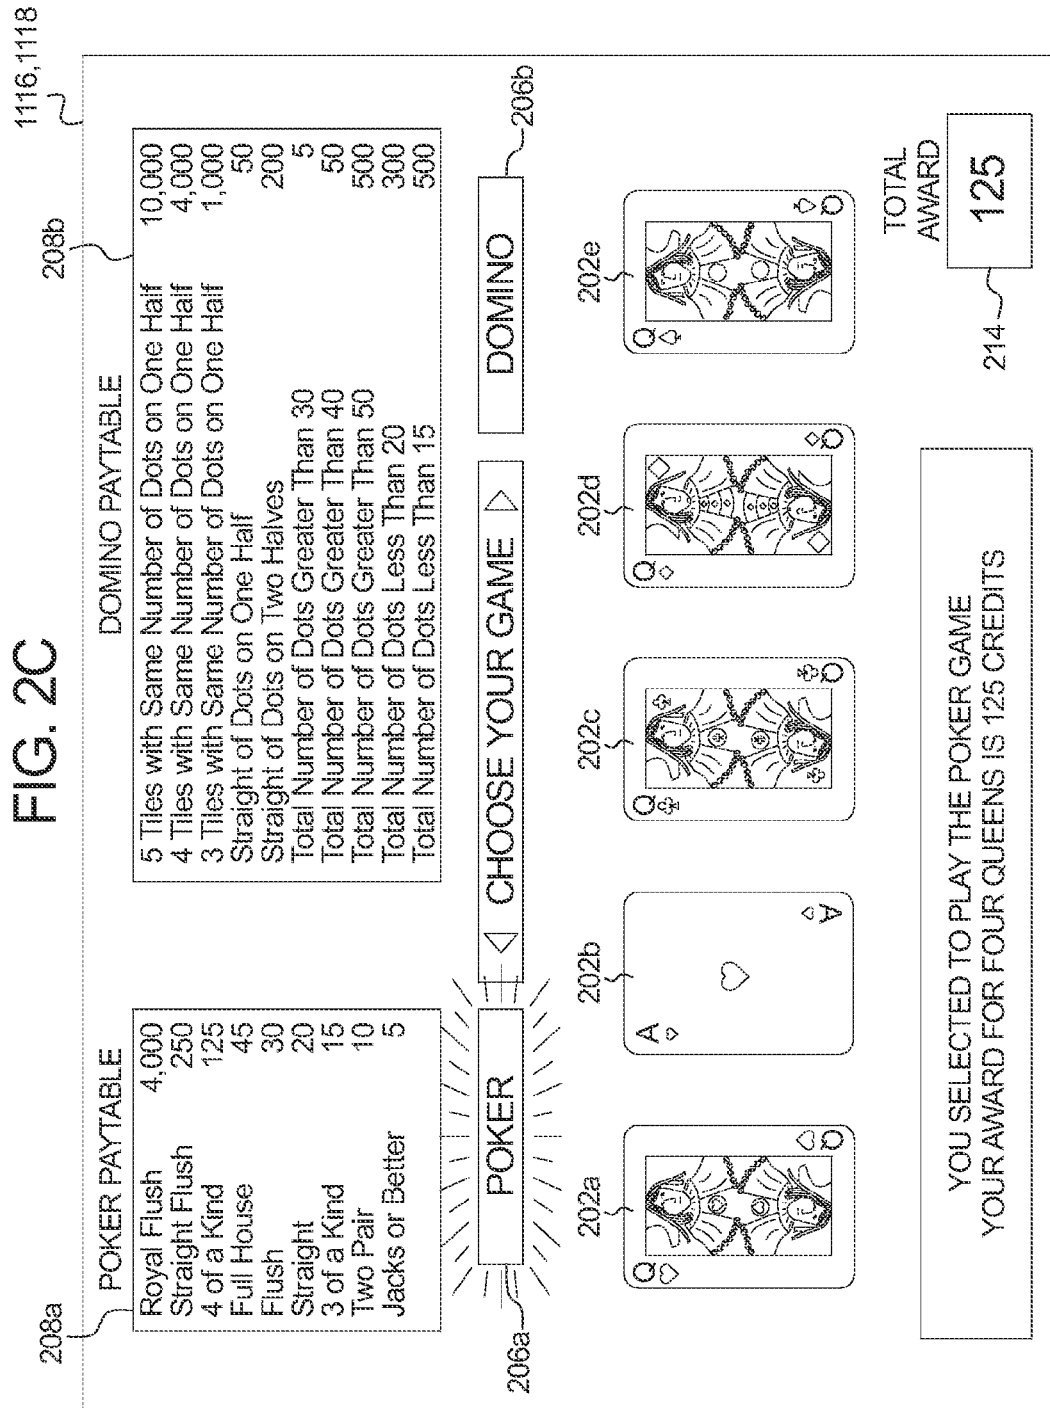 FIG. 2C
1116,1118
208a
POKER PAYTABLE
Royal Flush 4,000
Straight Flush 250
4 of a Kind 125
Full House 45
Flush 30
Straight 20
3 of a Kind 15
Two Pair 10
Jacks or Better 5
208b
DOMINO PAYTABLE
5 Tiles with Same Number of Dots on One Half 10,000
4 Tiles with Same Number of Dots on One Half 4,000
3 Tiles with Same Number of Dots on One Half 1,000
Straight of Dots on One Half 50
Straight of Dots on Two Halves 200
Total Number of Dots Greater Than 30 5
Total Number of Dots Greater Than 40 50
Total Number of Dots Greater Than 50 500
Total Number of Dots Less Than 20 300
Total Number of Dots Less Than 15 500
206a
POKER
CHOOSE YOUR GAME
DOMINO
206b
202a
202b
202c
202d
202e
Q
Q
A
A
Q
Q
Q
Q
Q
Q
YOU SELECTED TO PLAY THE POKER GAME
YOUR AWARD FOR FOUR QUEENS IS 125 CREDITS
TOTAL
AWARD
125
214